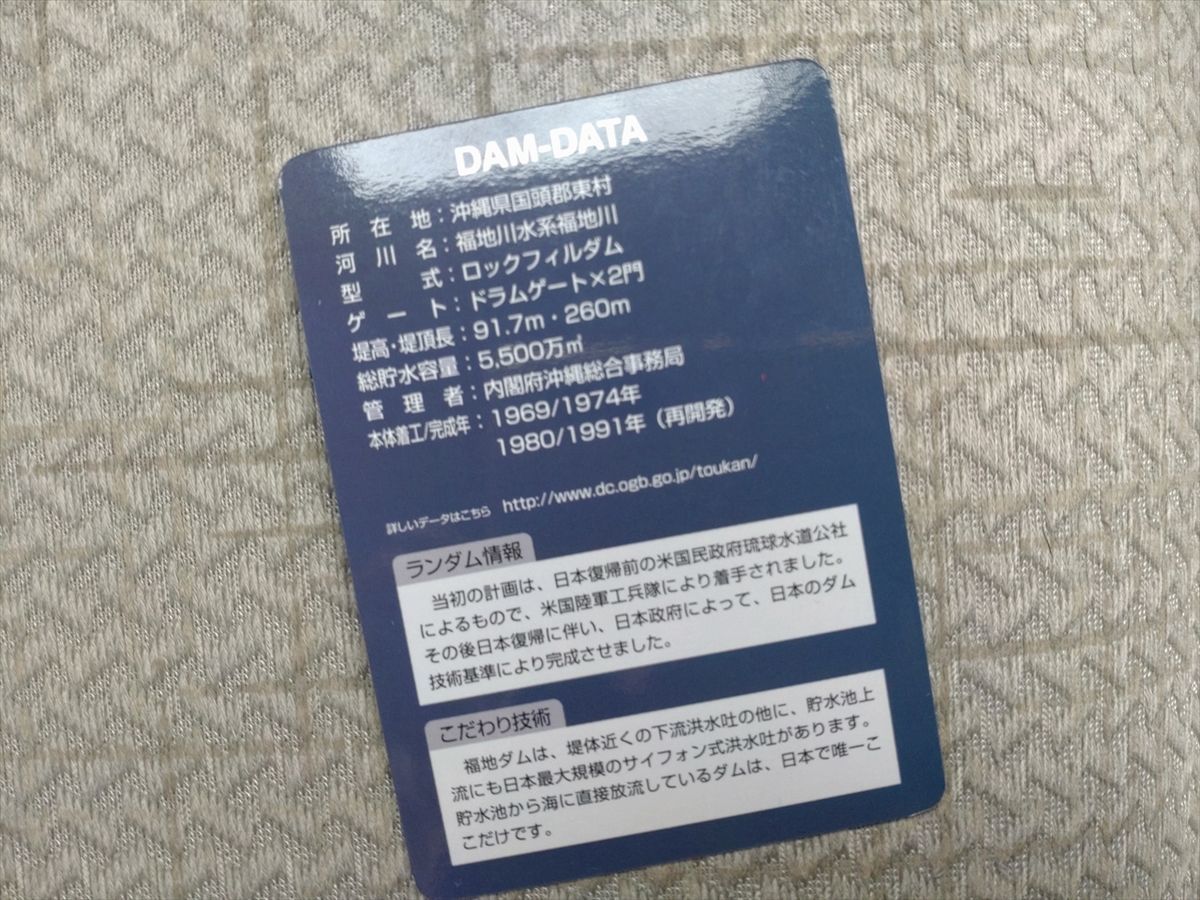 DAM-DATA
所在地：沖縄県国頭郡東村
河川名：福地川水系福地川
型式：ロックフィルダム
ゲート：ドラムゲート×2門
堤高・堤頂長：91.7m・260m
総貯水容量：5,500万㎥
管理者：内閣府沖縄総合事務局
本体着工/完成年：1969/1974年
1980/1991年（再開発）
詳しいデータはこちら http://www.dc.ogb.go.jp/toukan/
ランダム情報
当初の計画は、日本復帰前の米国民政府琉球水道公社
によるもので、米国陸軍工兵隊により着手されました。
その後日本復帰に伴い、日本政府によって、日本のダム
技術基準により完成させました。
こだわり技術
福地ダムは、堤体近くの下流洪水吐の他に、貯水池上
流にも日本最大規模のサイフォン式洪水吐があります。
貯水池から海に直接放流しているダムは、日本で唯一こ
こだけです。